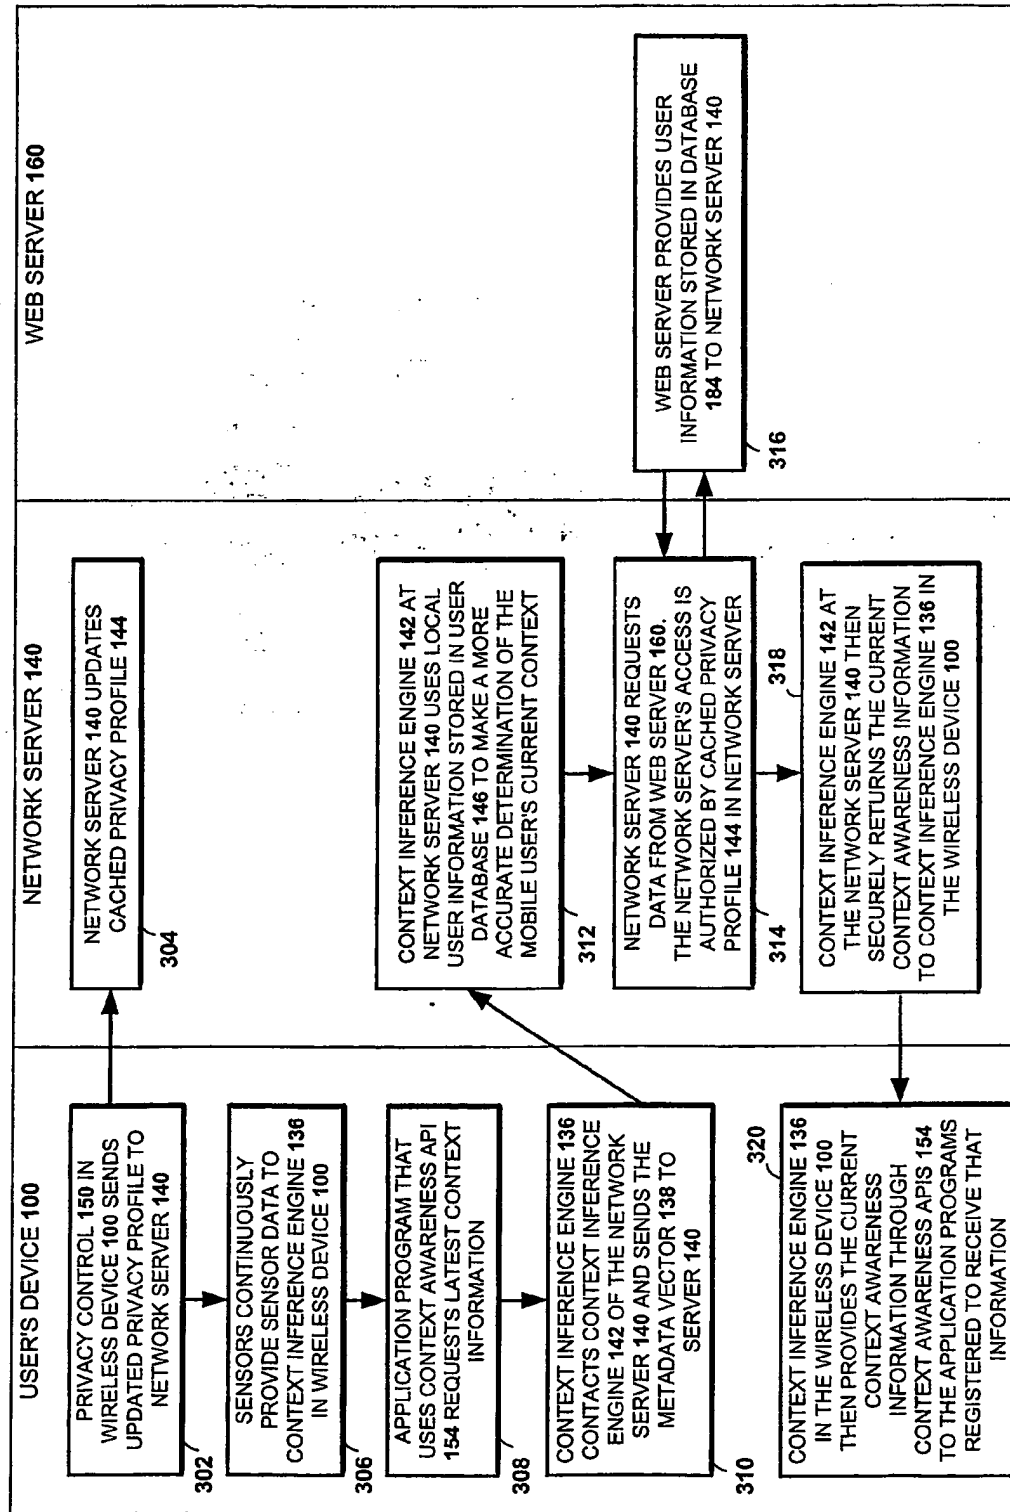 USER'S DEVICE 100
PRIVACY CONTROL 150 IN
WIRELESS DEVICE 100 SENDS
UPDATED PRIVACY PROFILE TO
NETWORK SERVER 140
302
SENSORS CONTINUOUSLY
PROVIDE SENSOR DATA TO
CONTEXT INFERENCE ENGINE 136
IN WIRELESS DEVICE 100
306
APPLICATION PROGRAM THAT
USES CONTEXT AWARENESS API
154 REQUESTS LATEST CONTEXT
INFORMATION
308
CONTEXT INFERENCE ENGINE 136
CONTACTS CONTEXT INFERENCE
ENGINE 142 OF THE NETWORK
SERVER 140 AND SENDS THE
METADATA VECTOR 138 TO
SERVER 140
310
320
CONTEXT INFERENCE ENGINE 136
IN THE WIRELESS DEVICE 100
THEN PROVIDES THE CURRENT
CONTEXT AWARENESS
INFORMATION THROUGH
CONTEXT AWARENESS APIS 154
TO THE APPLICATION PROGRAMS
REGISTERED TO RECEIVE THAT
INFORMATION
NETWORK SERVER 140
NETWORK SERVER 140 UPDATES
CACHED PRIVACY PROFILE 144
304
CONTEXT INFERENCE ENGINE 142 AT
NETWORK SERVER 140 USES LOCAL
USER INFORMATION STORED IN USER
DATABASE 146 TO MAKE A MORE
ACCURATE DETERMINATION OF THE
MOBILE USER'S CURRENT CONTEXT
312
NETWORK SERVER 140 REQUESTS
DATA FROM WEB SERVER 160.
THE NETWORK SERVER'S ACCESS IS
AUTHORIZED BY CACHED PRIVACY
PROFILE 144 IN NETWORK SERVER
314
318
CONTEXT INFERENCE ENGINE 142 AT
THE NETWORK SERVER 140 THEN
SECURELY RETURNS THE CURRENT
CONTEXT AWARENESS INFORMATION
TO CONTEXT INFERENCE ENGINE 136 IN
THE WIRELESS DEVICE 100
WEB SERVER 160
WEB SERVER PROVIDES USER
INFORMATION STORED IN DATABASE
184 TO NETWORK SERVER 140
316